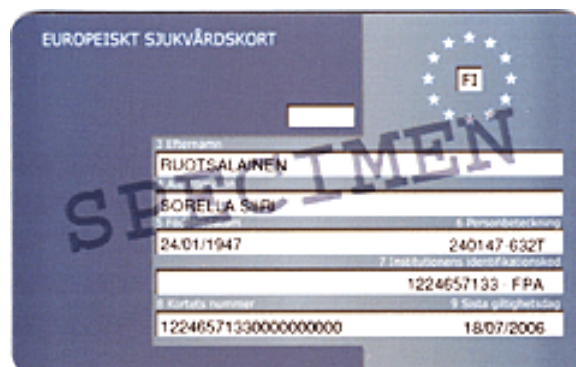 EUROPEISKT SJUKVÅRDSKORT
FI
3 Efternamn
RUOTSALAINEN
SORELLA SIIRI
6 Personbeteckning
24/01/1947 240147-632T
7 Institutionens identifikationskod
1224657133 - FPA
8 Kortets nummer 9 Sista giltighetsdag
12246571330000000000 18/07/2006
SPECIMEN